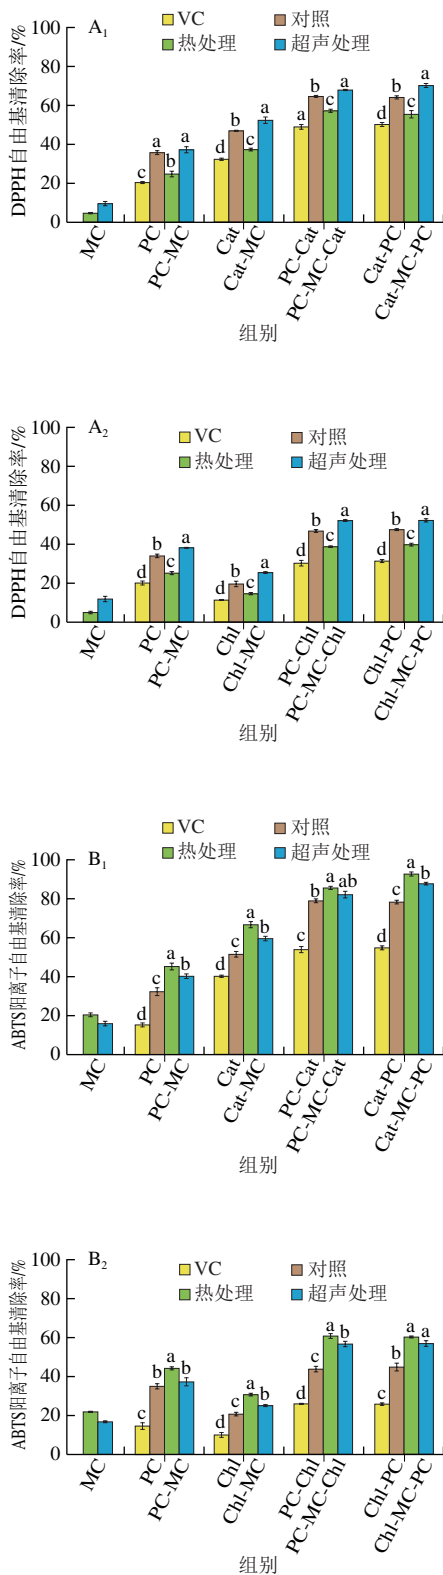 A1
VC 对照
热处理 超声处理
DPPH自由基清除率/%
100
80
60
40
20
0
c a b a
d b c a
a b c a
d b c a
MC
PC
PC-MC
Cat
Cat-MC
PC-Cat
PC-MC-Cat
Cat-PC
Cat-MC-PC
组别
A2
VC 对照
热处理 超声处理
DPPH自由基清除率/%
100
80
60
40
20
0
d b c a
d b c a
d b c a
d b c a
MC
PC
PC-MC
Chl
Chl-MC
PC-Chl
PC-MC-Chl
Chl-PC
Chl-MC-PC
组别
B1
VC 对照
热处理 超声处理
ABTS阳离子自由基清除率/%
100
80
60
40
20
0
d c a b
d c a b
d b a ab
d c a b
MC
PC
PC-MC
Cat
Cat-MC
PC-Cat
PC-MC-Cat
Cat-PC
Cat-MC-PC
组别
B2
VC 对照
热处理 超声处理
ABTS阳离子自由基清除率/%
100
80
60
40
20
0
c b a b
c c a b
d c a b
c b a a
MC
PC
PC-MC
Chl
Chl-MC
PC-Chl
PC-MC-Chl
Chl-PC
Chl-MC-PC
组别